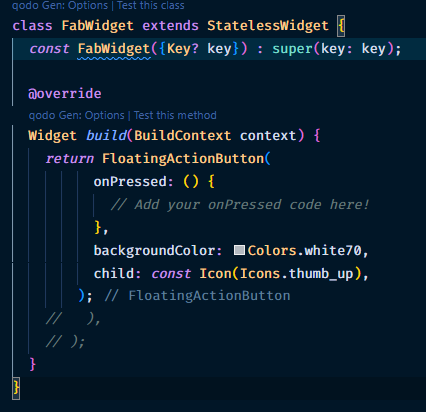 qodo Gen: Options | Test this class
class FabWidget extends StatelessWidget {
const FabWidget({Key? key}) : super(key: key);
@override
qodo Gen: Options | Test this method
Widget build(BuildContext context) {
return FloatingActionButton(
onPressed: () {
// Add your onPressed code here!
},
backgroundColor: Colors.white70,
child: const Icon(Icons.thumb_up),
); // FloatingActionButton
//   ),
// );
}
}